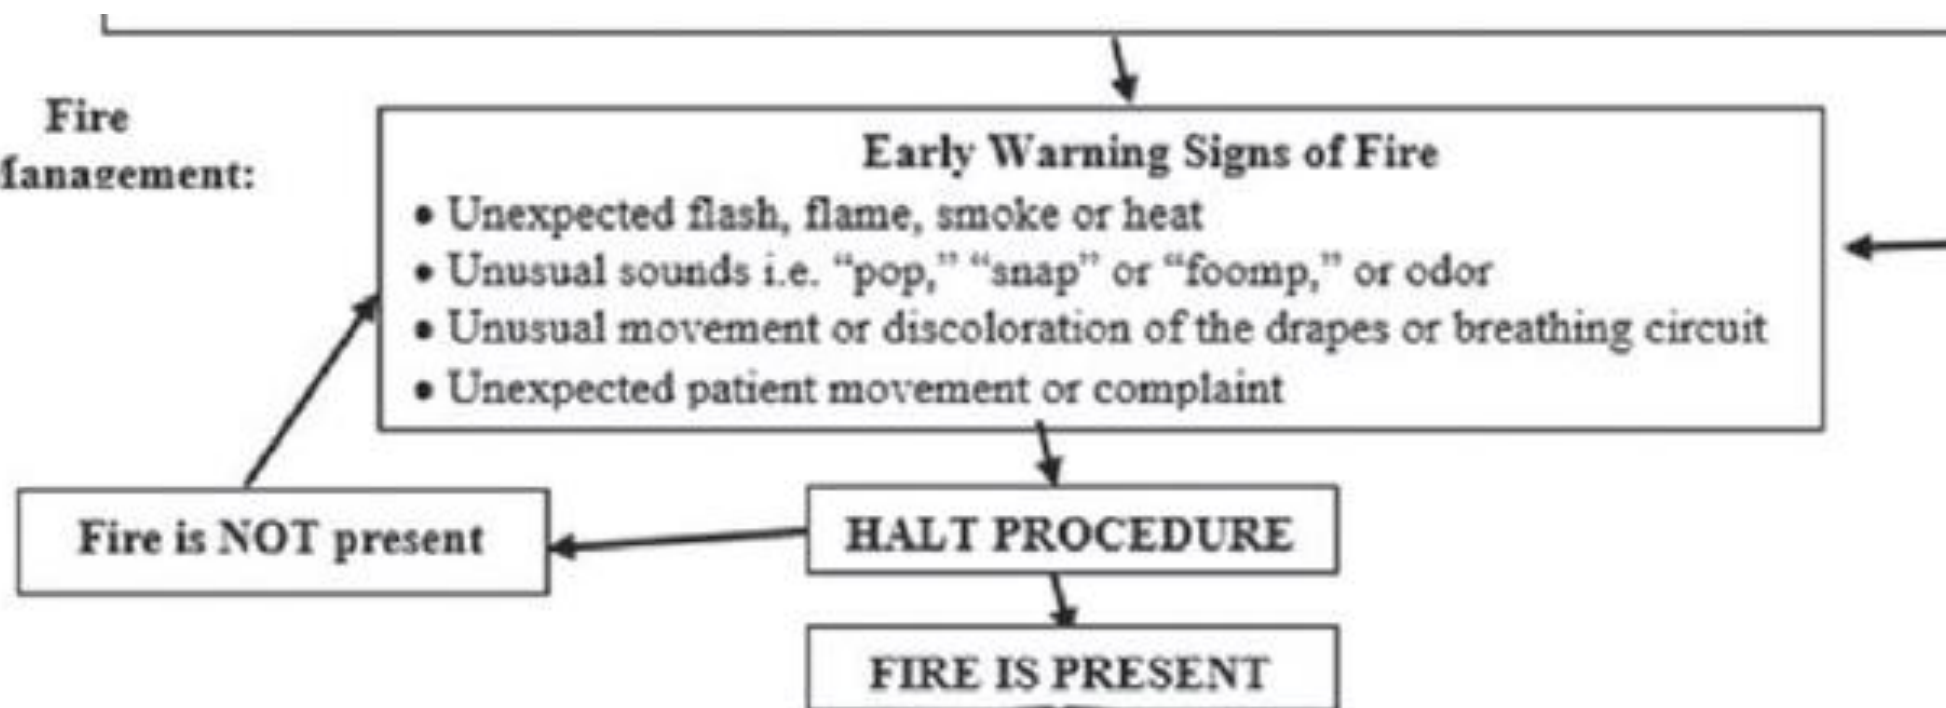 Fire
Management:
Early Warning Signs of Fire
• Unexpected flash, flame, smoke or heat
• Unusual sounds i.e. “pop,” “snap” or “foomp,” or odor
• Unusual movement or discoloration of the drapes or breathing circuit
• Unexpected patient movement or complaint
Fire is NOT present
HALT PROCEDURE
FIRE IS PRESENT